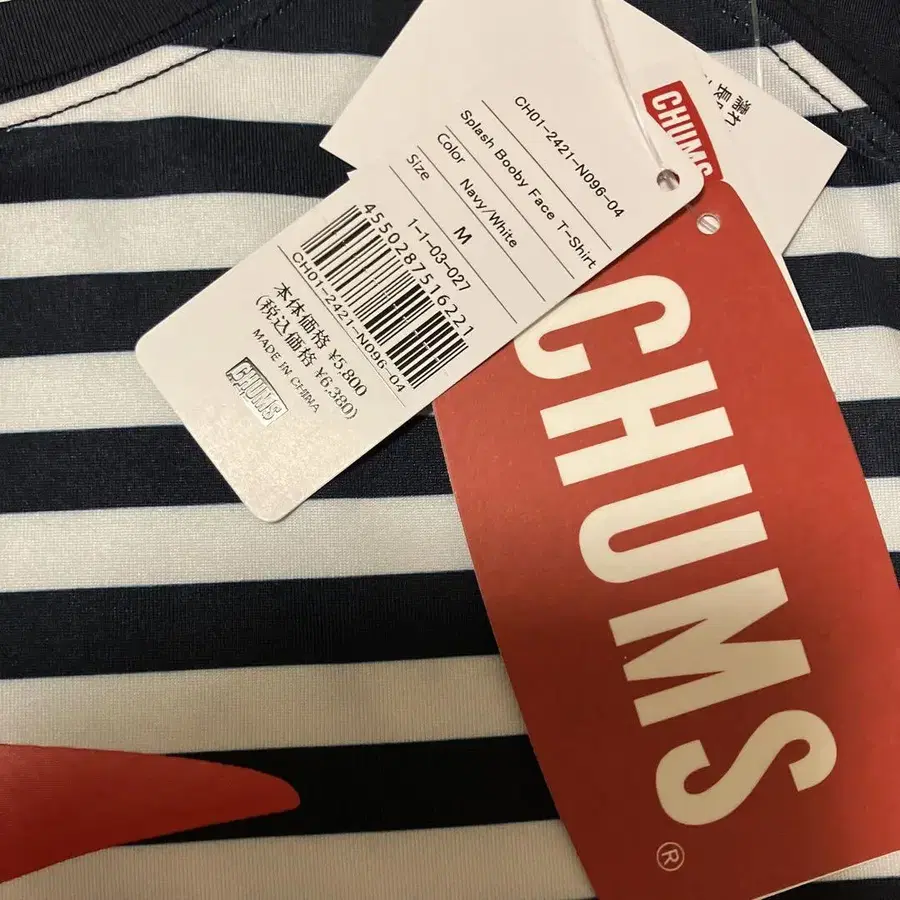 CH01-2421-N096-04
Splash Booby Face T-Shirt
Color Navy/White
Size M
1-1-03-027
4550287516221
CH01-2421-N096-04
本体価格 ¥5,800
(税込価格 ¥6,380)
MADE IN CHINA
CHUMS
CHUMS
濡れ
CHUMS®